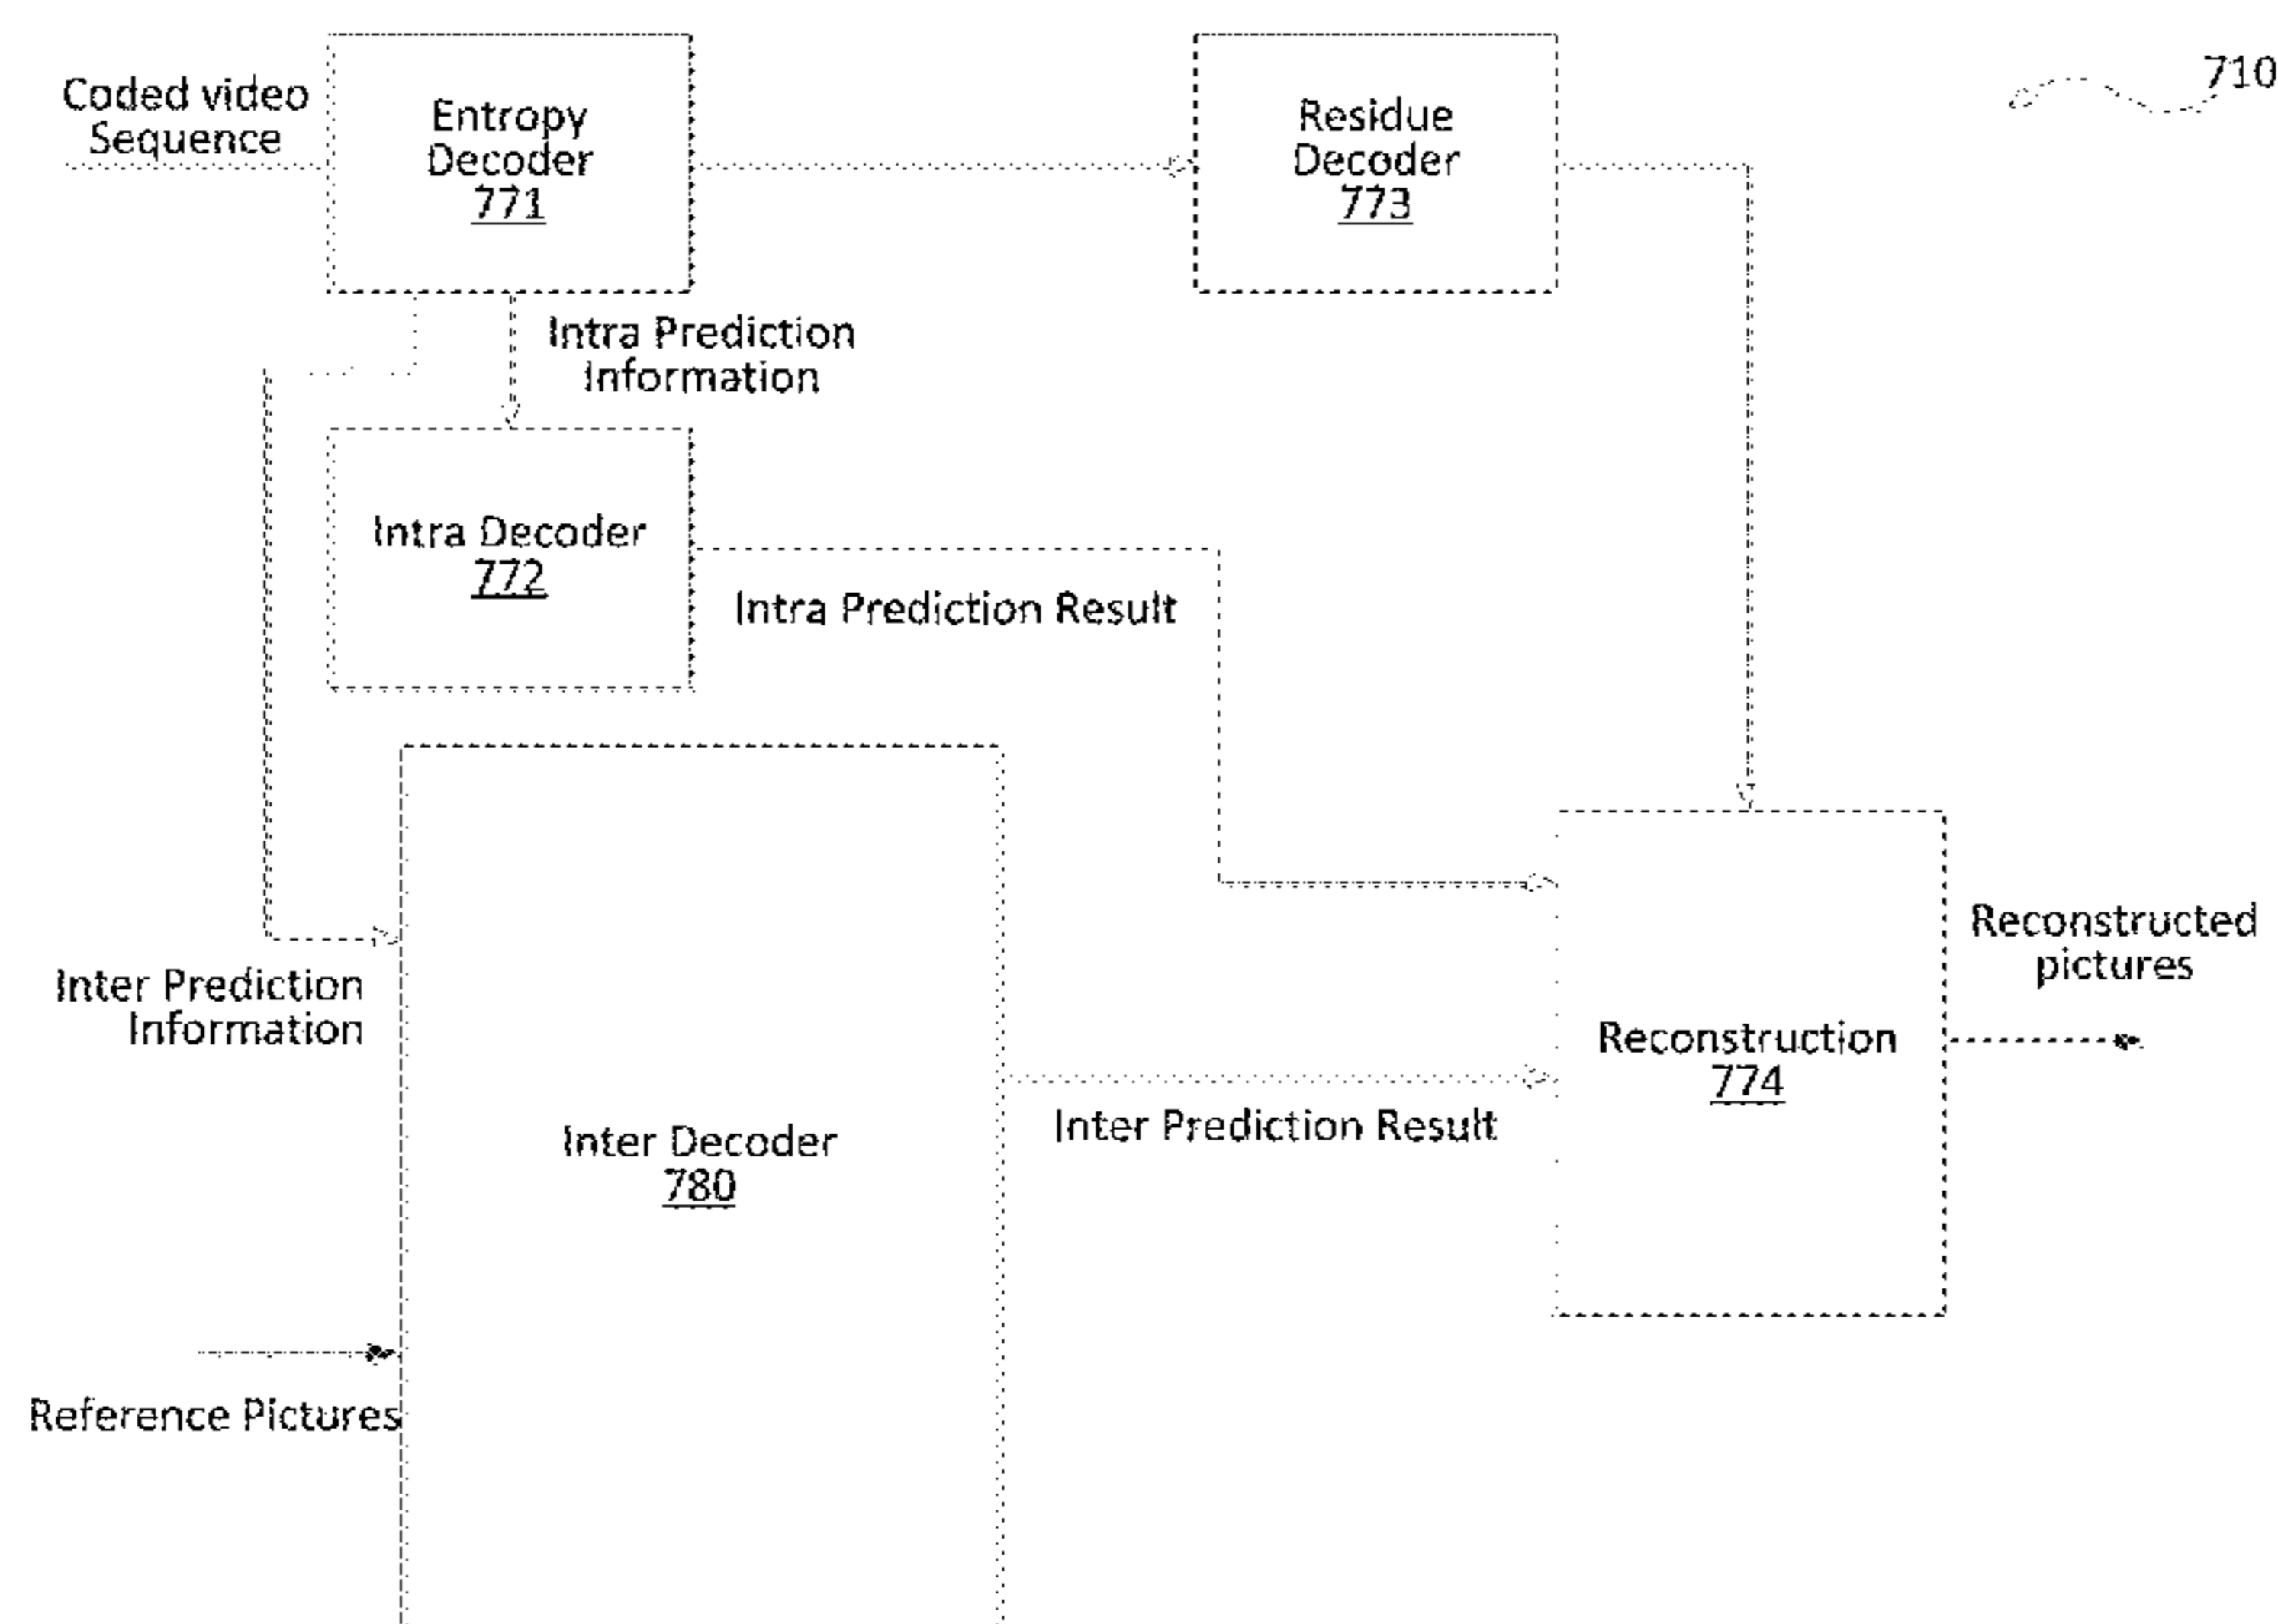 710
Coded video
Sequence
Entropy
Decoder
771
Residue
Decoder
773
Intra Prediction
Information
Intra Decoder
772
Intra Prediction Result
Inter Prediction
Information
Reconstructed
pictures
Reconstruction
774
Inter Prediction Result
Inter Decoder
780
Reference Pictures